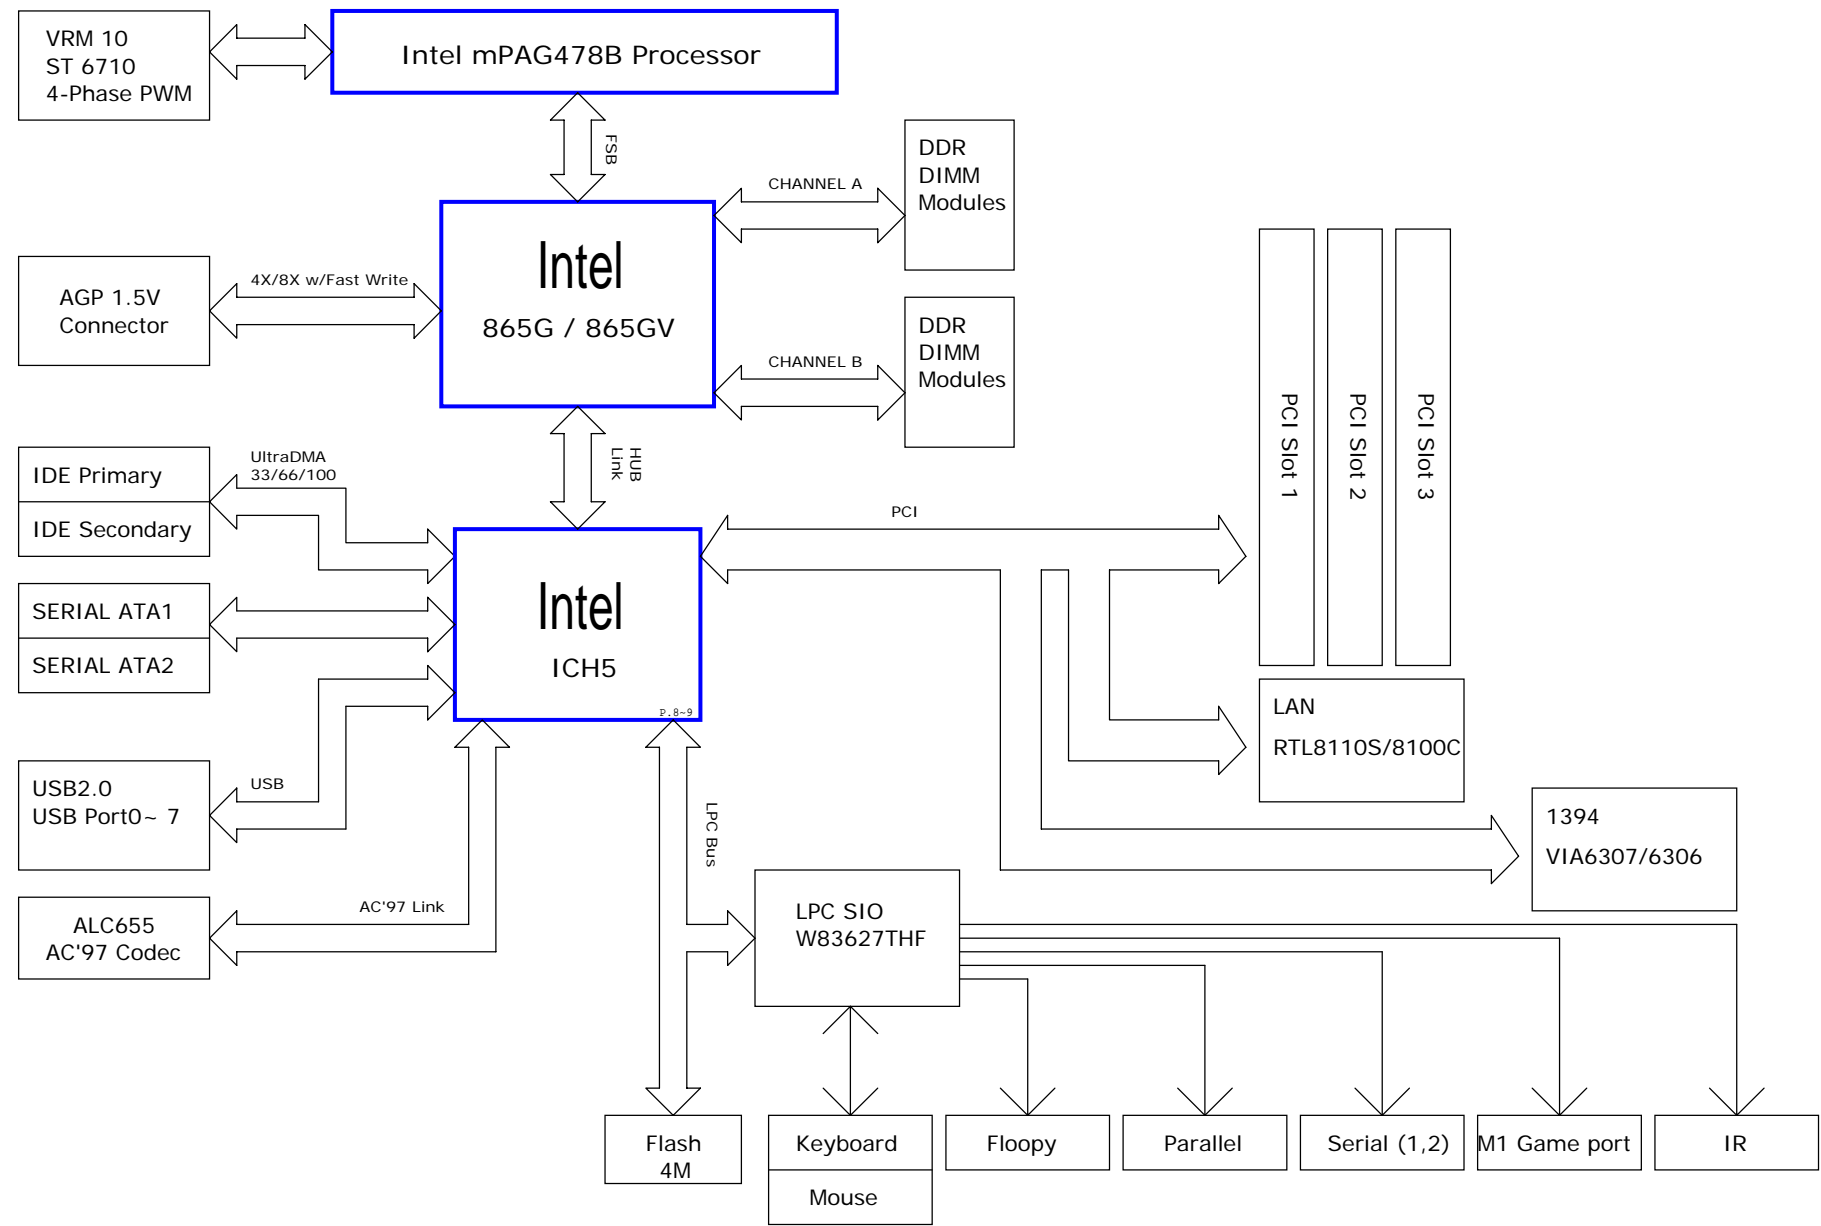 VRM 10
ST 6710
4-Phase PWM
Intel mPAG478B Processor
FSB
DDR
DIMM
Modules
CHANNEL A
Intel
865G / 865GV
AGP 1.5V
Connector
4X/8X w/Fast Write
DDR
DIMM
Modules
CHANNEL B
PCI Slot 1
PCI Slot 2
PCI Slot 3
HUB
Link
IDE Primary
IDE Secondary
UltraDMA
33/66/100
PCI
SERIAL ATA1
SERIAL ATA2
Intel
ICH5
P.8~9
LAN
RTL8110S/8100C
USB2.0
USB Port0~ 7
USB
LPC Bus
1394
VIA6307/6306
ALC655
AC'97 Codec
AC'97 Link
LPC SIO
W83627THF
Flash
4M
Keyboard
Mouse
Floopy
Parallel
Serial (1,2)
M1 Game port
IR